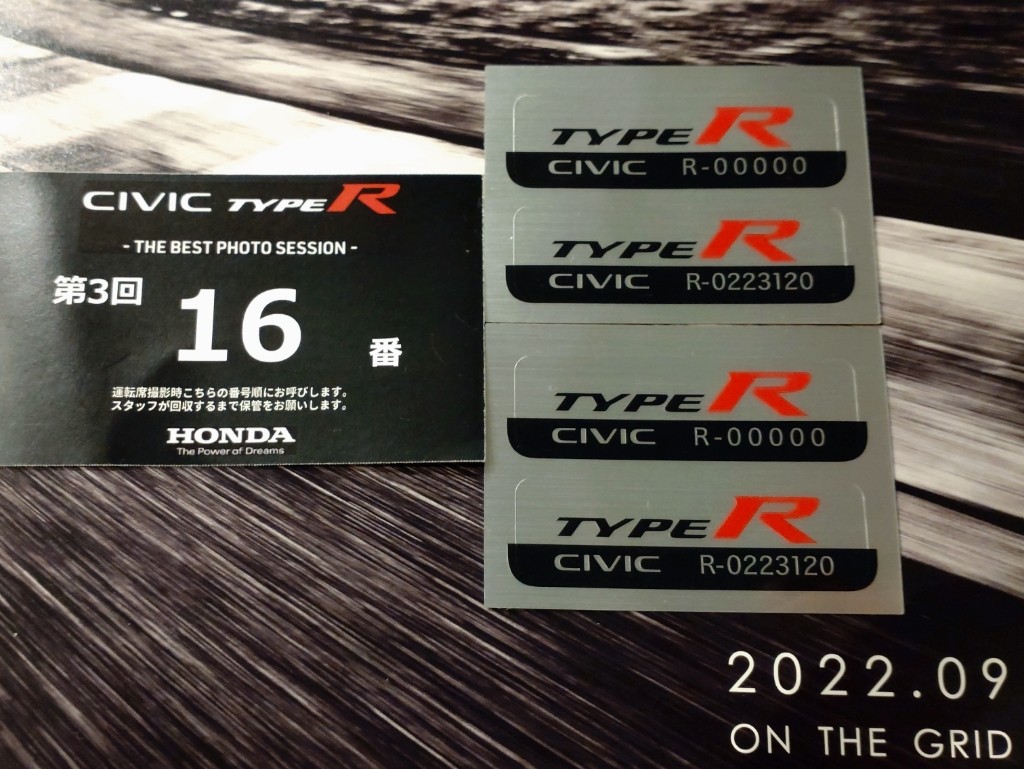 CIVIC TYPE R
- THE BEST PHOTO SESSION -
第3回 16 番
運転席撮影時こちらの番号順にお呼びします。
スタッフが回収するまで保管をお願いします。
HONDA
The Power of Dreams
TYPE R
CIVIC R-00000
TYPE R
CIVIC R-0223120
TYPE R
CIVIC R-00000
TYPE R
CIVIC R-0223120
2022.09
ON THE GRID